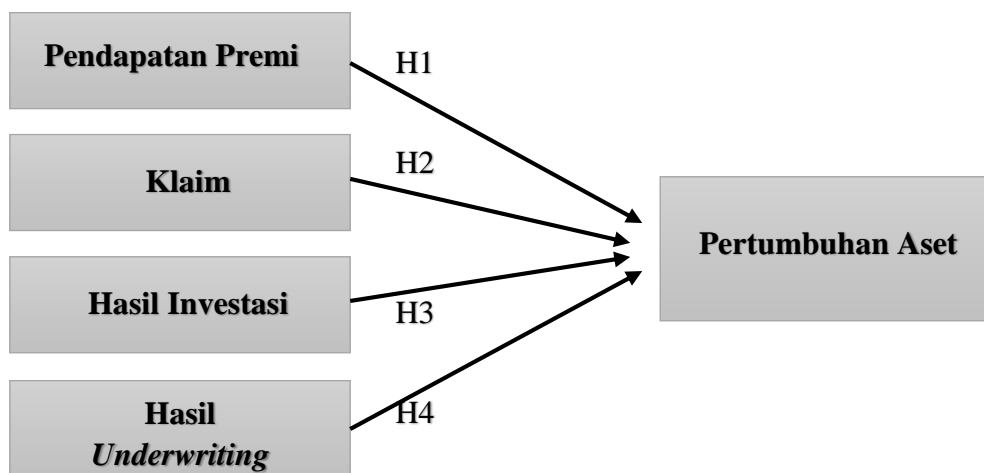 Pendapatan Premi
H1
Klaim
H2
Pertumbuhan Aset
Hasil Investasi
H3
Hasil
Underwriting
H4